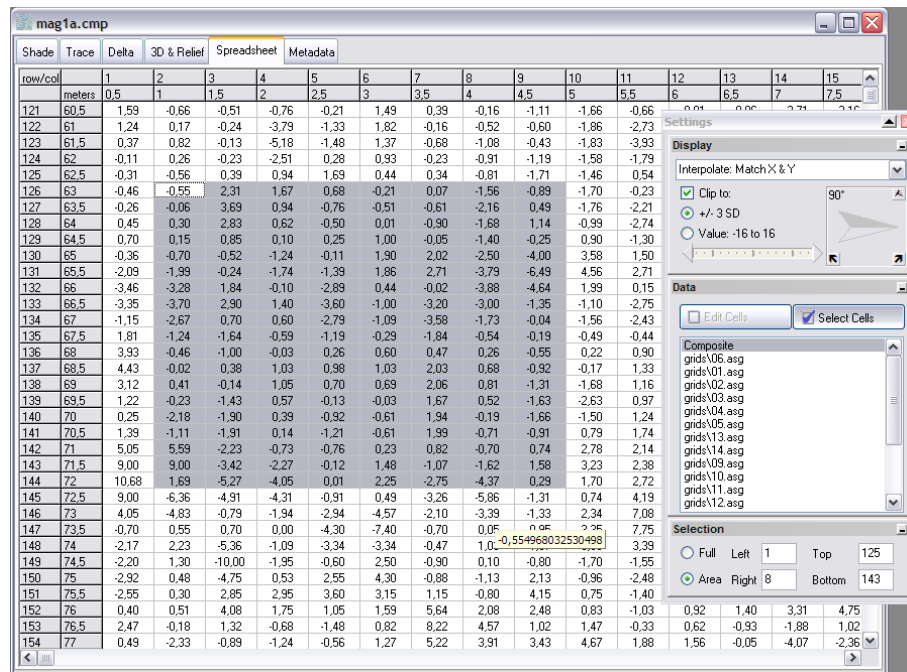 mag1a.cmp
Shade Trace Delta 3D & Relief Spreadsheet Metadata
row/col 1 2 3 4 5 6 7 8 9 10 11 12 13 14 15
meters 0,5 1 1,5 2 2,5 3 3,5 4 4,5 5 5,5 6 6,5 7 7,5
121 60,5 1,59 -0,66 -0,51 -0,76 -0,21 1,49 0,39 -0,16 -1,11 -1,66 -0,66
122 61 1,24 0,17 -0,24 -3,79 -1,33 1,82 -0,16 -0,52 -0,60 -1,86 -2,73
123 61,5 0,37 0,82 -0,13 -5,18 -1,48 1,37 -0,68 -1,08 -0,43 -1,83 -3,93
124 62 -0,11 0,26 -0,23 -2,51 0,28 0,93 -0,23 -0,91 -1,19 -1,58 -1,79
125 62,5 -0,31 -0,56 0,39 0,94 1,69 0,44 0,34 -0,81 -1,71 -1,46 0,54
126 63 -0,46 -0,55 2,31 1,67 0,68 -0,21 0,07 -1,56 -0,89 -1,70 -0,23
127 63,5 -0,26 -0,06 3,69 0,94 -0,76 -0,51 -0,61 -2,16 0,49 -1,76 -2,21
128 64 0,45 0,30 2,83 0,62 -0,50 0,01 -0,90 -1,68 1,14 -0,99 -2,74
129 64,5 0,70 0,15 0,85 0,10 0,25 1,00 -0,05 -1,40 -0,25 0,90 -1,30
130 65 -0,36 -0,70 -0,52 -1,24 -0,11 1,90 2,02 -2,50 -4,00 3,58 1,50
131 65,5 -2,09 -1,99 -0,24 -1,74 -1,39 1,86 2,71 -3,79 -6,49 4,56 2,71
132 66 -3,46 -3,28 1,84 -0,10 -2,89 0,44 -0,02 -3,88 -4,64 1,99 0,15
133 66,5 -3,35 -3,70 2,90 1,40 -3,60 -1,00 -3,20 -3,00 -1,35 -1,10 -2,75
134 67 -1,15 -2,67 0,70 0,60 -2,79 -1,09 -3,58 -1,73 -0,04 -1,56 -2,43
135 67,5 1,81 -1,24 -1,64 -0,59 -1,19 -0,29 -1,84 -0,54 -0,19 -0,49 -0,44
136 68 3,93 -0,46 -1,00 -0,03 0,26 0,60 0,47 0,26 -0,55 0,22 0,90
137 68,5 4,43 -0,02 0,38 1,03 0,98 1,03 2,03 0,68 -0,92 -0,17 1,33
138 69 3,12 0,41 -0,14 1,05 0,70 0,69 2,06 0,81 -1,31 -1,68 1,16
139 69,5 1,22 -0,23 -1,43 0,57 -0,13 -0,03 1,67 0,52 -1,63 -2,63 0,97
140 70 0,25 -2,18 -1,90 0,39 -0,92 -0,61 1,94 -0,19 -1,66 -1,50 1,24
141 70,5 1,39 -1,11 -1,91 0,14 -1,21 -0,61 1,99 -0,71 -0,91 0,79 1,74
142 71 5,05 5,59 -2,23 -0,73 -0,76 0,23 0,82 -0,70 0,74 2,78 2,14
143 71,5 9,00 9,00 -3,42 -2,27 -0,12 1,48 -1,07 -1,62 1,58 3,23 2,38
144 72 10,68 1,69 -5,27 -4,05 0,01 2,25 -2,75 -4,37 0,29 1,70 2,72
145 72,5 9,00 -6,36 -4,91 -4,31 -0,91 0,49 -3,26 -5,86 -1,31 0,74 4,19
146 73 4,05 -4,83 -0,79 -1,94 -2,94 -4,57 -2,10 -3,39 -1,33 2,34 7,08
147 73,5 -0,70 0,55 0,70 0,00 -4,30 -7,40 -0,70 0,05 7,75
148 74 -2,17 2,23 -5,36 -1,09 -3,34 -3,34 -0,47 3,39
-0,554968032530498
149 74,5 -2,20 1,30 -10,00 -1,95 -0,60 2,50 -0,90 0,10 -0,80 -1,70 -1,55
150 75 -2,92 0,48 -4,75 0,53 2,55 4,30 -0,88 -1,13 2,13 -0,96 -2,48
151 75,5 -2,55 0,30 2,85 2,95 3,60 3,15 1,15 -0,80 4,15 0,75 -1,40
152 76 0,40 0,51 4,08 1,75 1,05 1,59 5,64 2,08 2,48 0,83 -1,03 0,92 1,40 3,31 4,75
153 76,5 2,47 -0,18 1,32 -0,68 -1,48 0,82 8,22 4,57 1,02 1,47 -0,33 0,62 -0,93 -1,88 1,02
154 77 0,49 -2,33 -0,89 -1,24 -0,56 1,27 5,22 3,91 3,43 4,67 1,88 1,56 -0,05 -4,07 -2,36
Settings
Display
Interpolate: Match X & Y
Clip to:
90°
+/- 3 SD
Value: -16 to 16
Data
Edit Cells
Select Cells
Composite
grids\06.asg
grids\01.asg
grids\02.asg
grids\03.asg
grids\04.asg
grids\05.asg
grids\13.asg
grids\14.asg
grids\09.asg
grids\10.asg
grids\11.asg
grids\12.asg
Selection
Full Left 1 Top 125
Area Right 8 Bottom 143